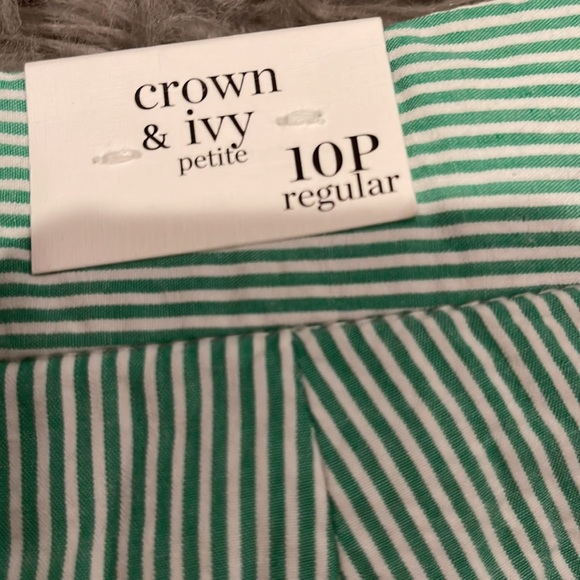 crown
& ivy
petite
10P
regular